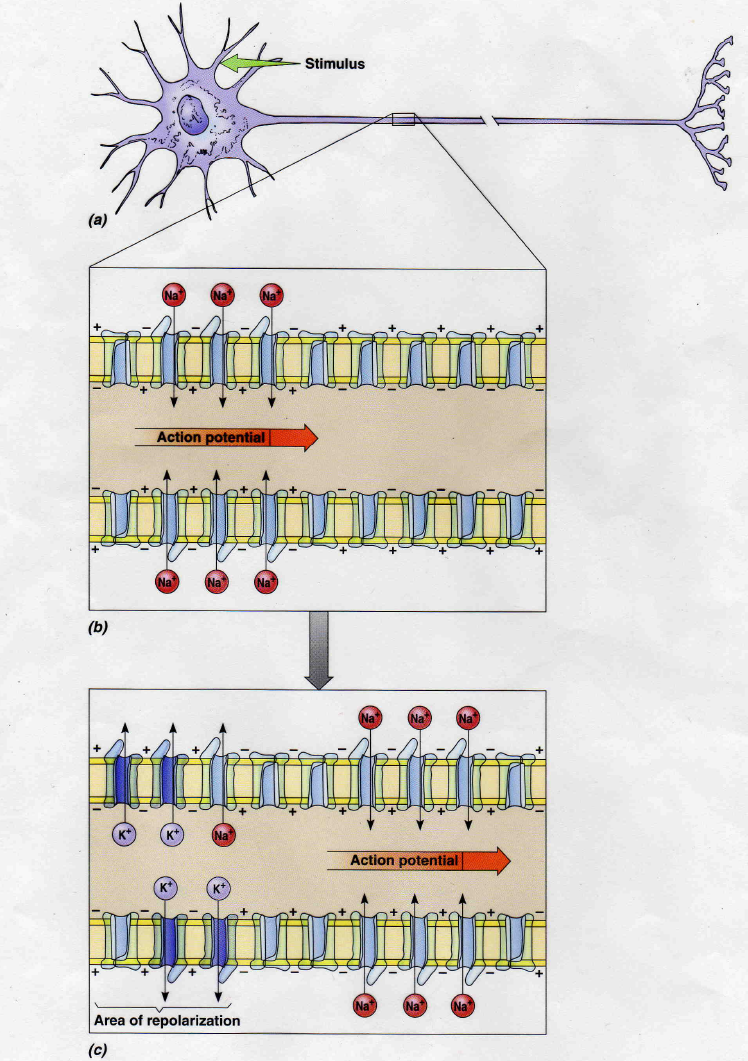 Stimulus
(a)
Na+ Na+ Na+
+ − − − − + + + + +
− + + + + − − − − −
Action potential
− + + + + − − − − −
+ − − − − + + + + +
Na+ Na+ Na+
(b)
Na+ Na+ Na+
+ + + − − − − − − +
− − − + + + + + + −
K+ K+ Na+
Action potential
K+ K+
− − − + + + + + + −
+ + + − − − − − − +
Na+ Na+ Na+
Area of repolarization
(c)